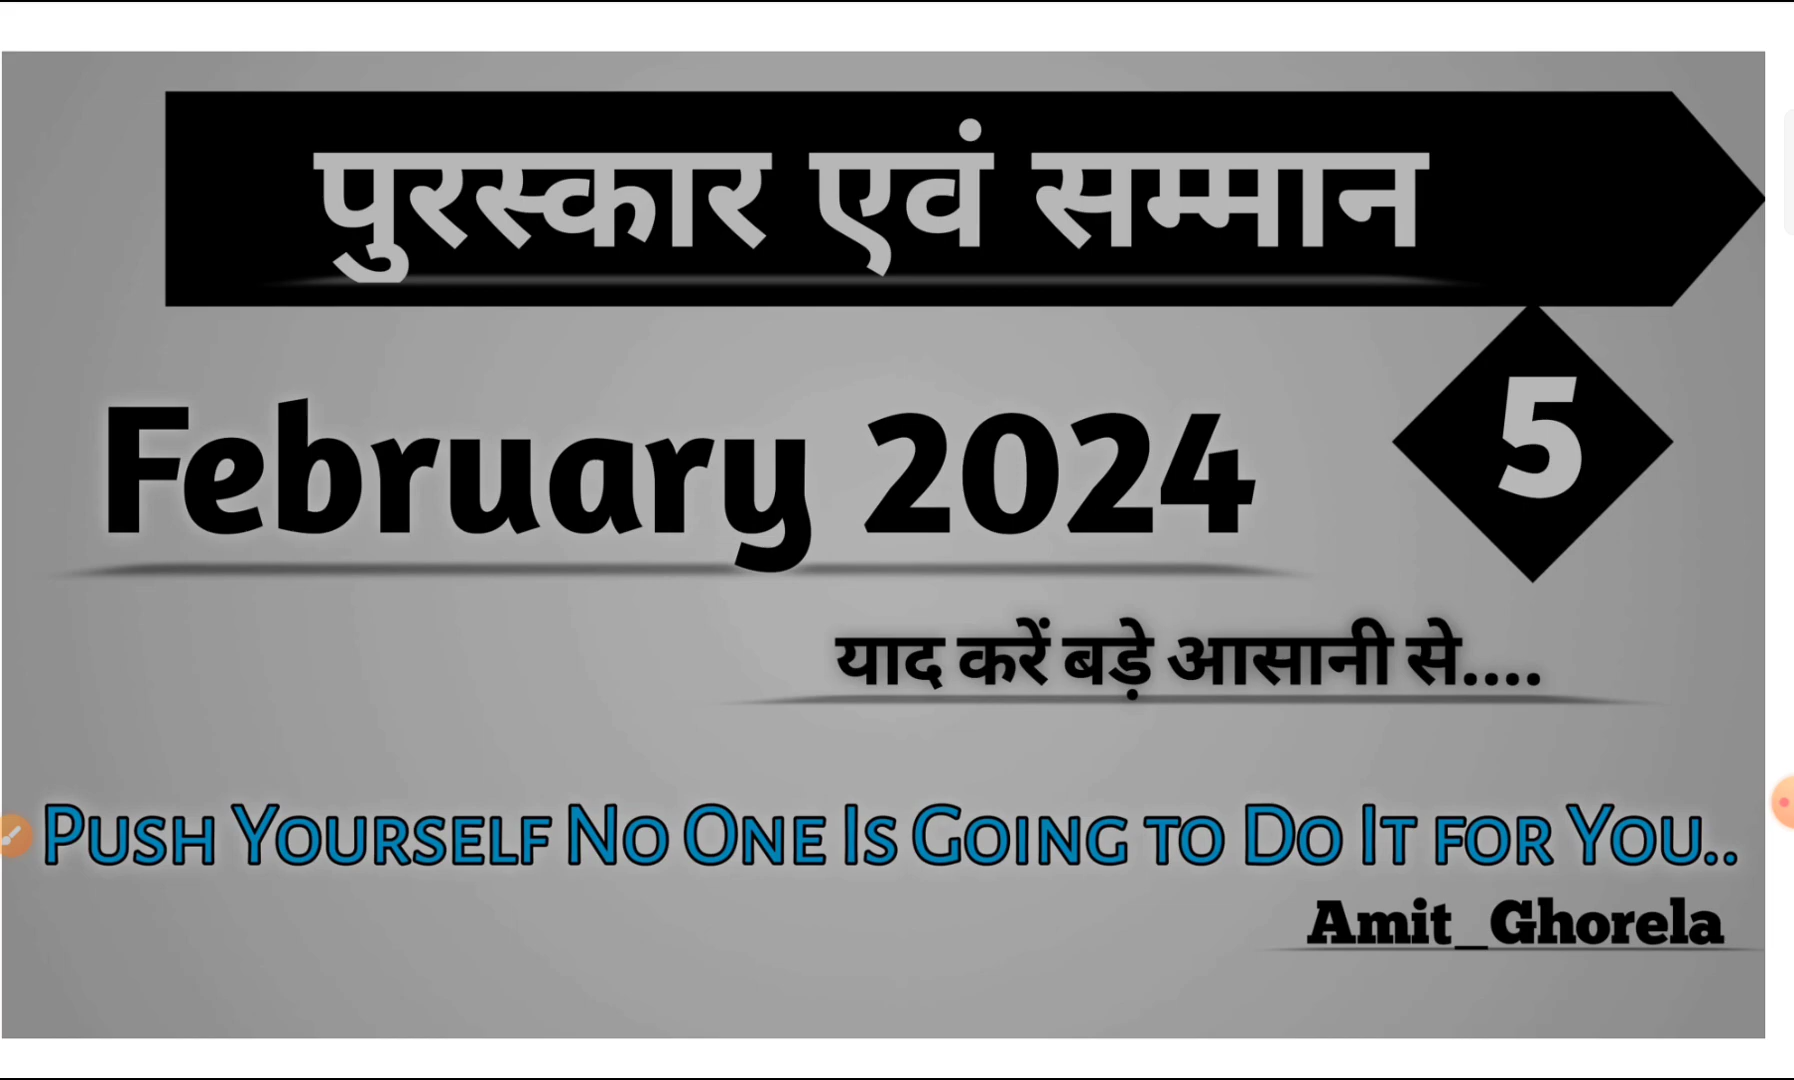 पुरस्कार एवं सम्मान
February 2024
5
याद करें बड़े आसानी से....
Push Yourself No One Is Going to Do It for You..
Amit_Ghorela